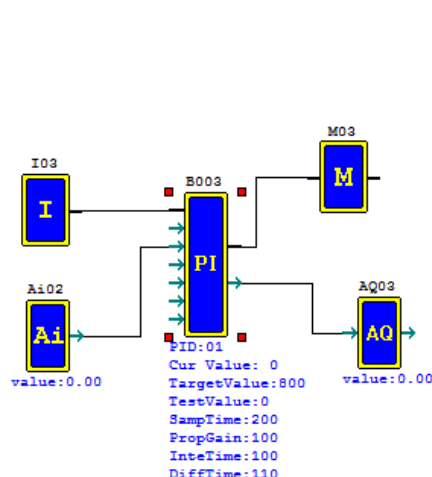 M03
M
I03
I
B003
PI
Ai02
Ai
value:0.00
AQ03
AQ
value:0.00
PID:01
Cur Value: 0
TargetValue:800
TestValue:0
SampTime:200
PropGain:100
InteTime:100
DiffTime:110